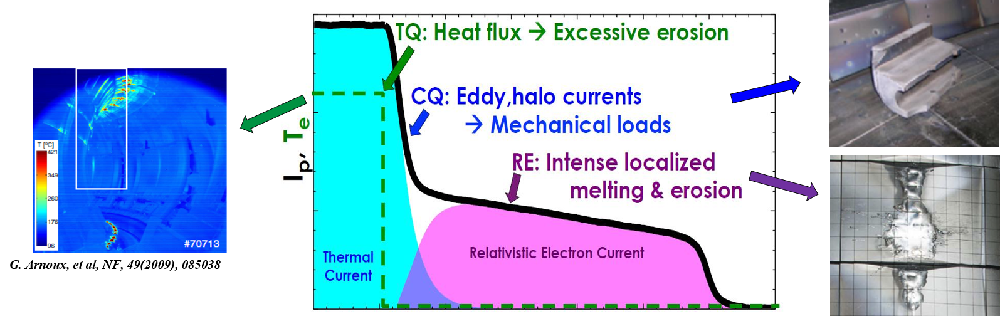 T [ºC]
421
349
260
176
96
#70713
G. Arnoux, et al, NF, 49(2009), 085038
Ip, Te
TQ: Heat flux → Excessive erosion
CQ: Eddy,halo currents
→ Mechanical loads
RE: Intense localized
melting & erosion
Thermal
Current
Relativistic Electron Current